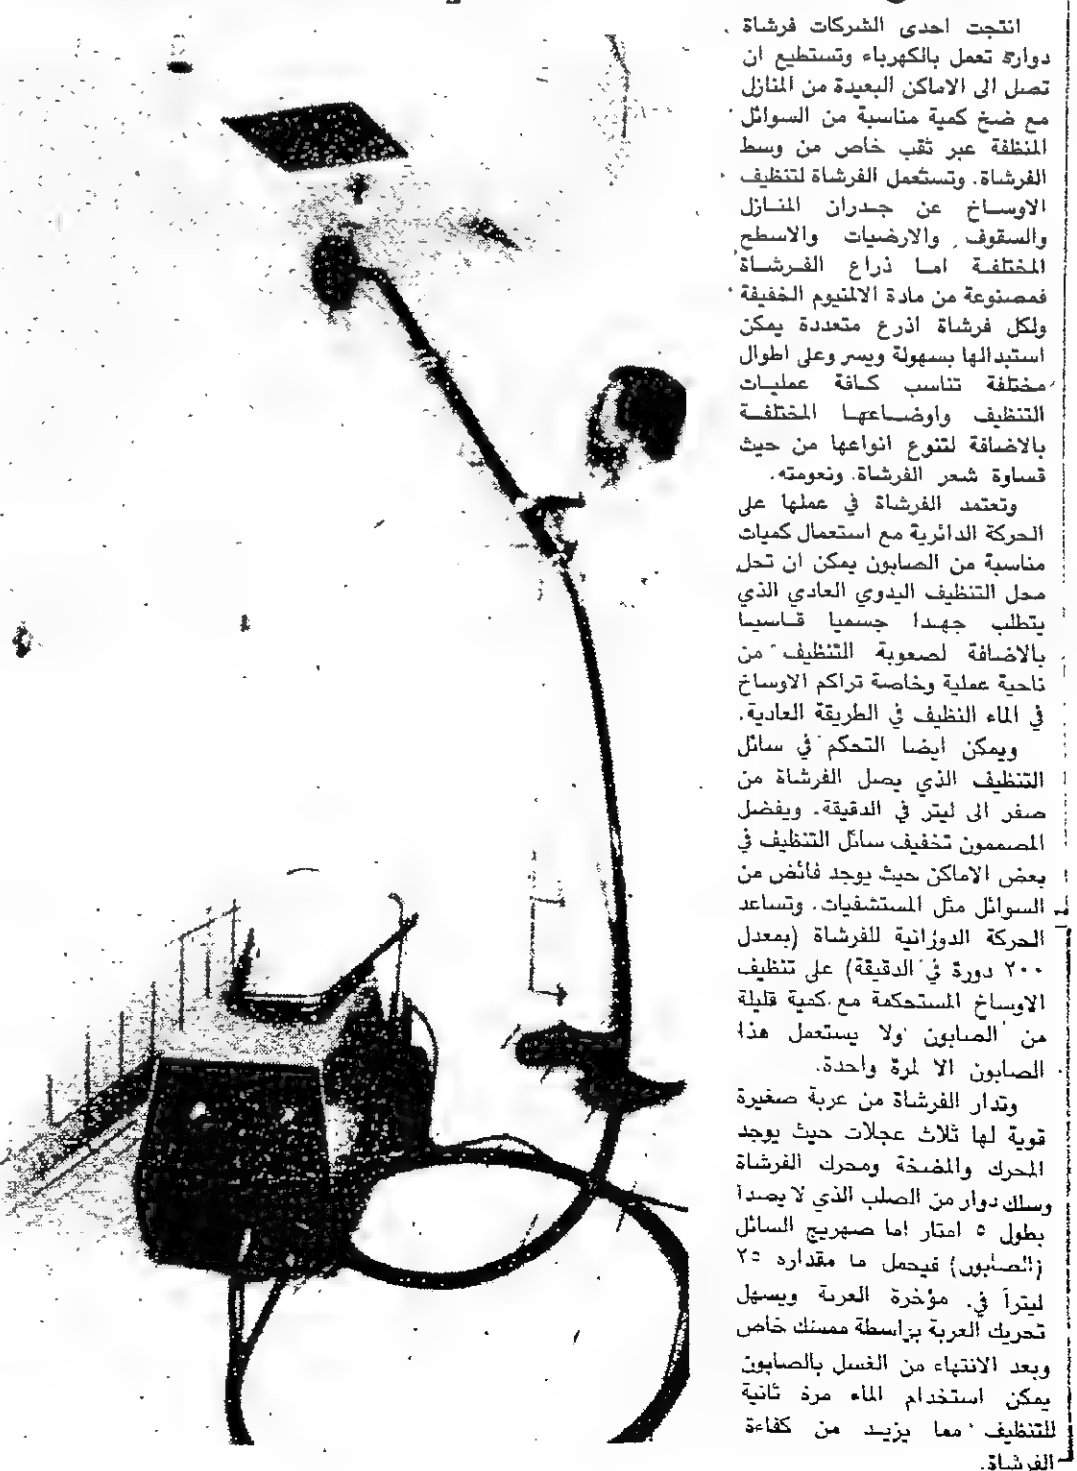 انتجت احدى الشركات فرشاة
دوارة تعمل بالكهرباء وتستطيع ان
تصل الى الاماكن البعيدة من المنازل
مع ضخ كمية مناسبة من السوائل
المنظفة عبر ثقب خاص من وسط
الفرشاة. وتستعمل الفرشاة لتنظيف
الاوساخ عن جدران المنازل
والسقوف والارضيات والاسطح
المختلفة اما ذراع الفرشاة
فمصنوعة من مادة الالمنيوم الخفيفة
ولكل فرشاة اذرع متعددة يمكن
استبدالها بسهولة ويسر وعلى اطوال
مختلفة تناسب كافة عمليات
التنظيف واوضاعها المختلفة
بالاضافة لتنوع انواعها من حيث
قساوة شعر الفرشاة ونعومته.
وتعتمد الفرشاة في عملها على
الحركة الدائرية مع استعمال كميات
مناسبة من الصابون يمكن ان تحل
محل التنظيف اليدوي العادي الذي
يتطلب جهدا جسميا قاسيا
بالاضافة لصعوبة التنظيف من
ناحية عملية وخاصة تراكم الاوساخ
في الماء النظيف في الطريقة العادية.
ويمكن ايضا التحكم في سائل
التنظيف الذي يصل الفرشاة من
صفر الى ليتر في الدقيقة. ويفضل
المصممون تخفيف سائل التنظيف في
بعض الاماكن حيث يوجد فائض من
السوائل مثل المستشفيات. وتساعد
الحركة الدورانية للفرشاة (بمعدل
٢٠٠ دورة في الدقيقة) على تنظيف
الاوساخ المستحكمة مع كمية قليلة
من الصابون ولا يستعمل هذا
الصابون الا لمرة واحدة.
وتدار الفرشاة من عربة صغيرة
قوية لها ثلاث عجلات حيث يوجد
المحرك والمضخة ومحرك الفرشاة
وسلك دوار من الصلب الذي لا يصدأ
بطول ٥ امتار اما صهريج السائل
(الصابون) فيحمل ما مقداره ٢٥
ليتراً في مؤخرة العربة ويسهل
تحريك العربة بواسطة ممسك خاص
وبعد الانتهاء من الغسل بالصابون
يمكن استخدام الماء مرة ثانية
للتنظيف مما يزيد من كفاءة
الفرشاة.